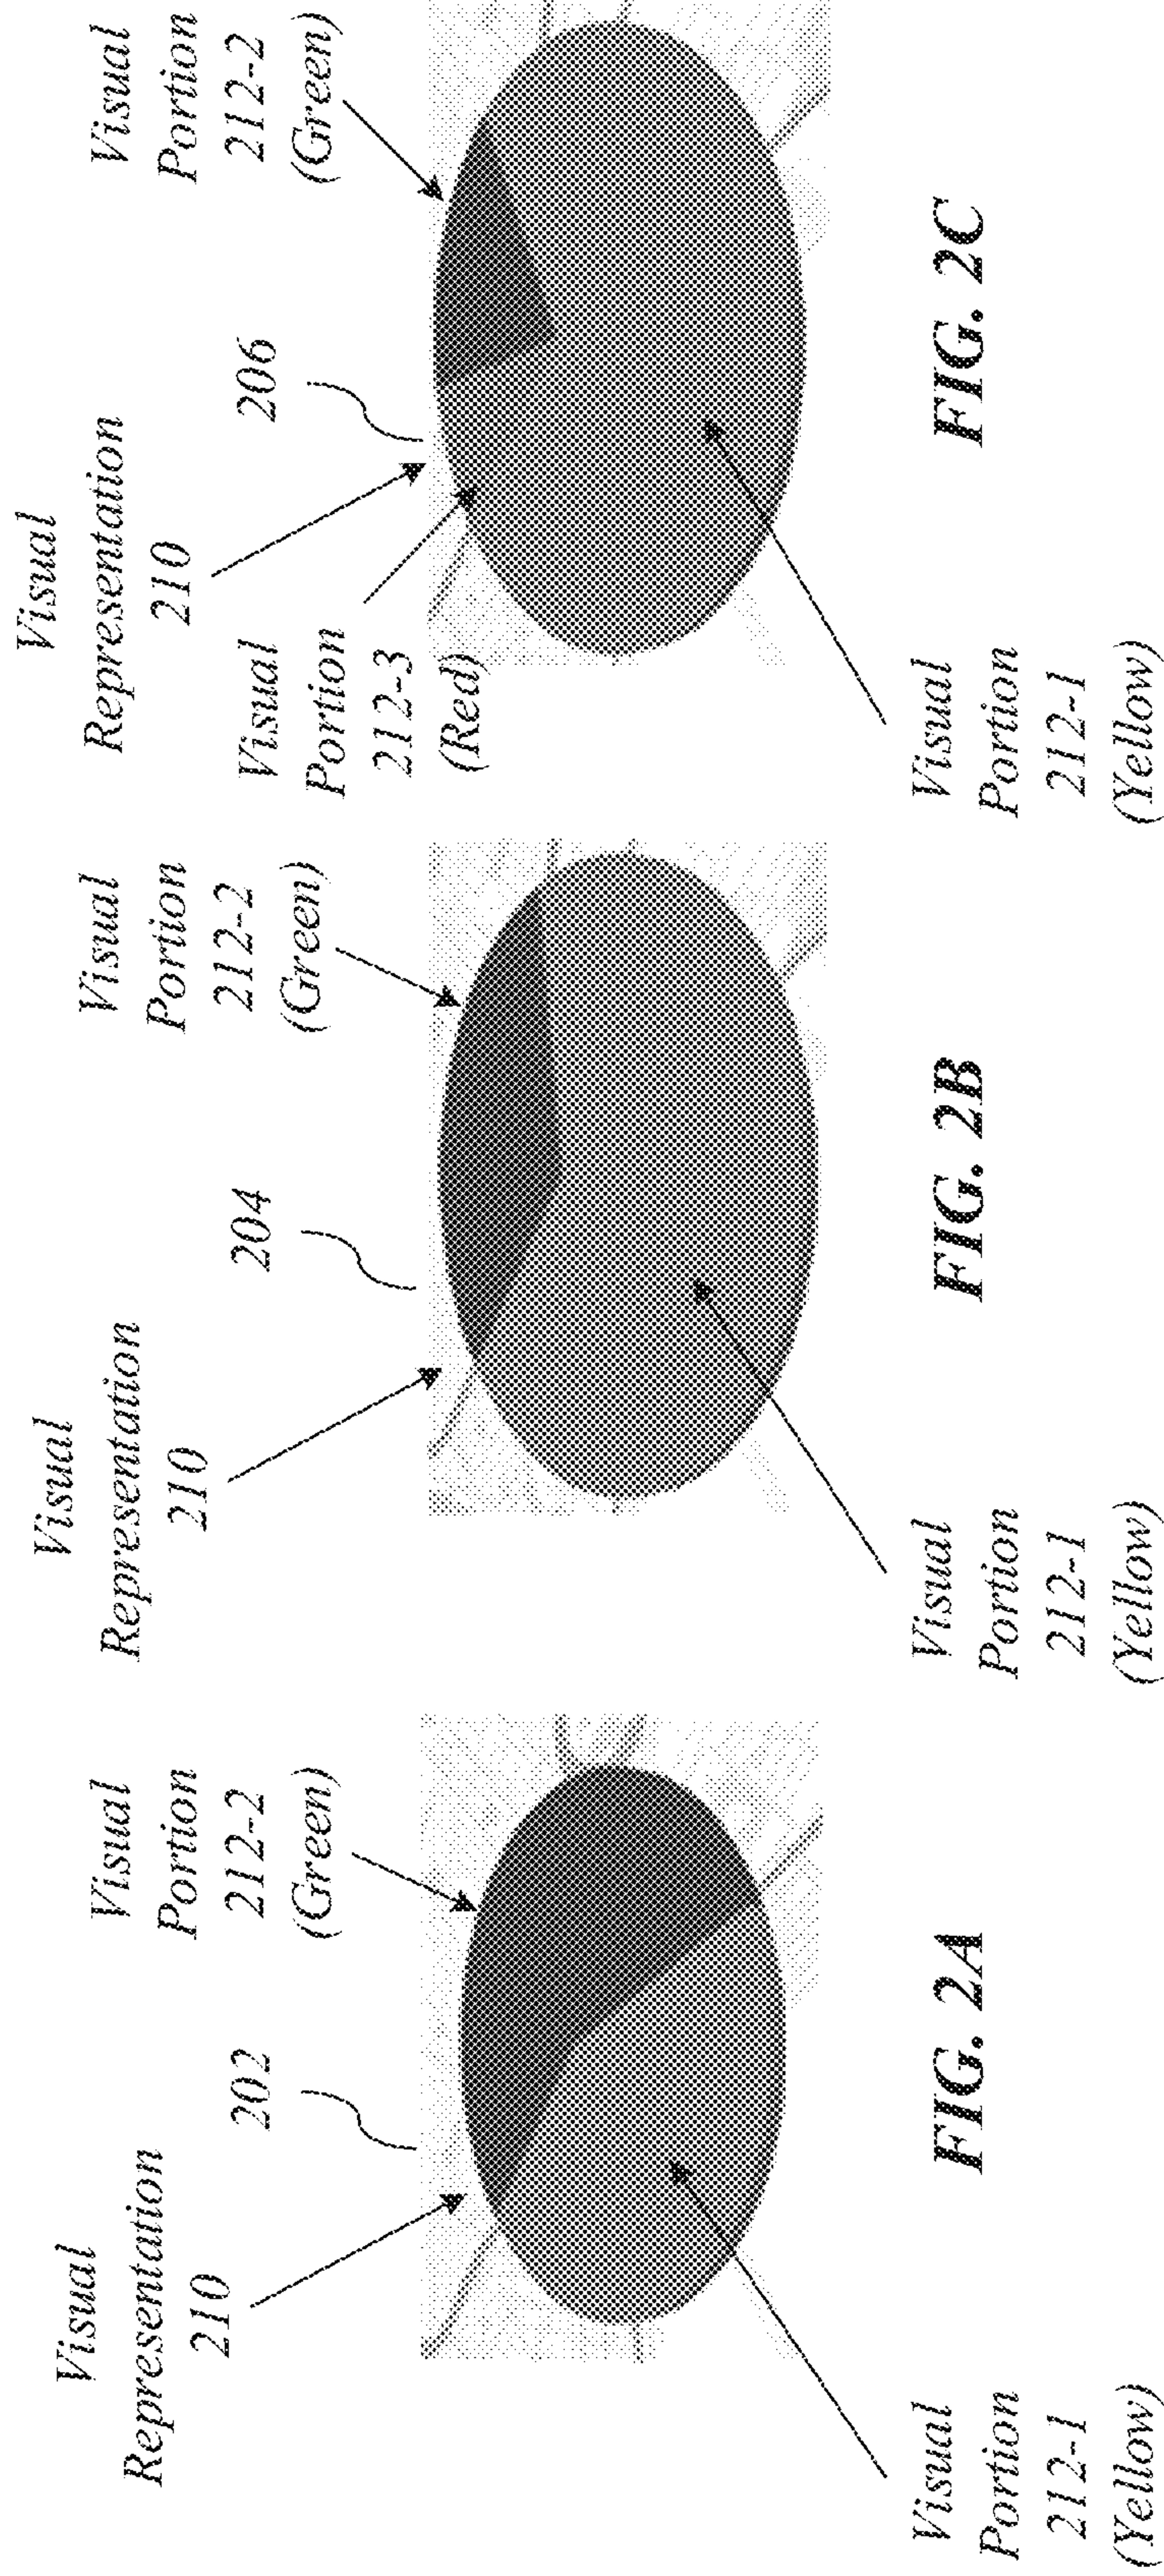 Visual
Representation
210
202
Visual
Portion
212-2
(Green)
Visual
Portion
212-1
(Yellow)
FIG. 2A
Visual
Representation
210
204
Visual
Portion
212-2
(Green)
Visual
Portion
212-1
(Yellow)
FIG. 2B
Visual
Representation
210
206
Visual
Portion
212-3
(Red)
Visual
Portion
212-2
(Green)
Visual
Portion
212-1
(Yellow)
FIG. 2C